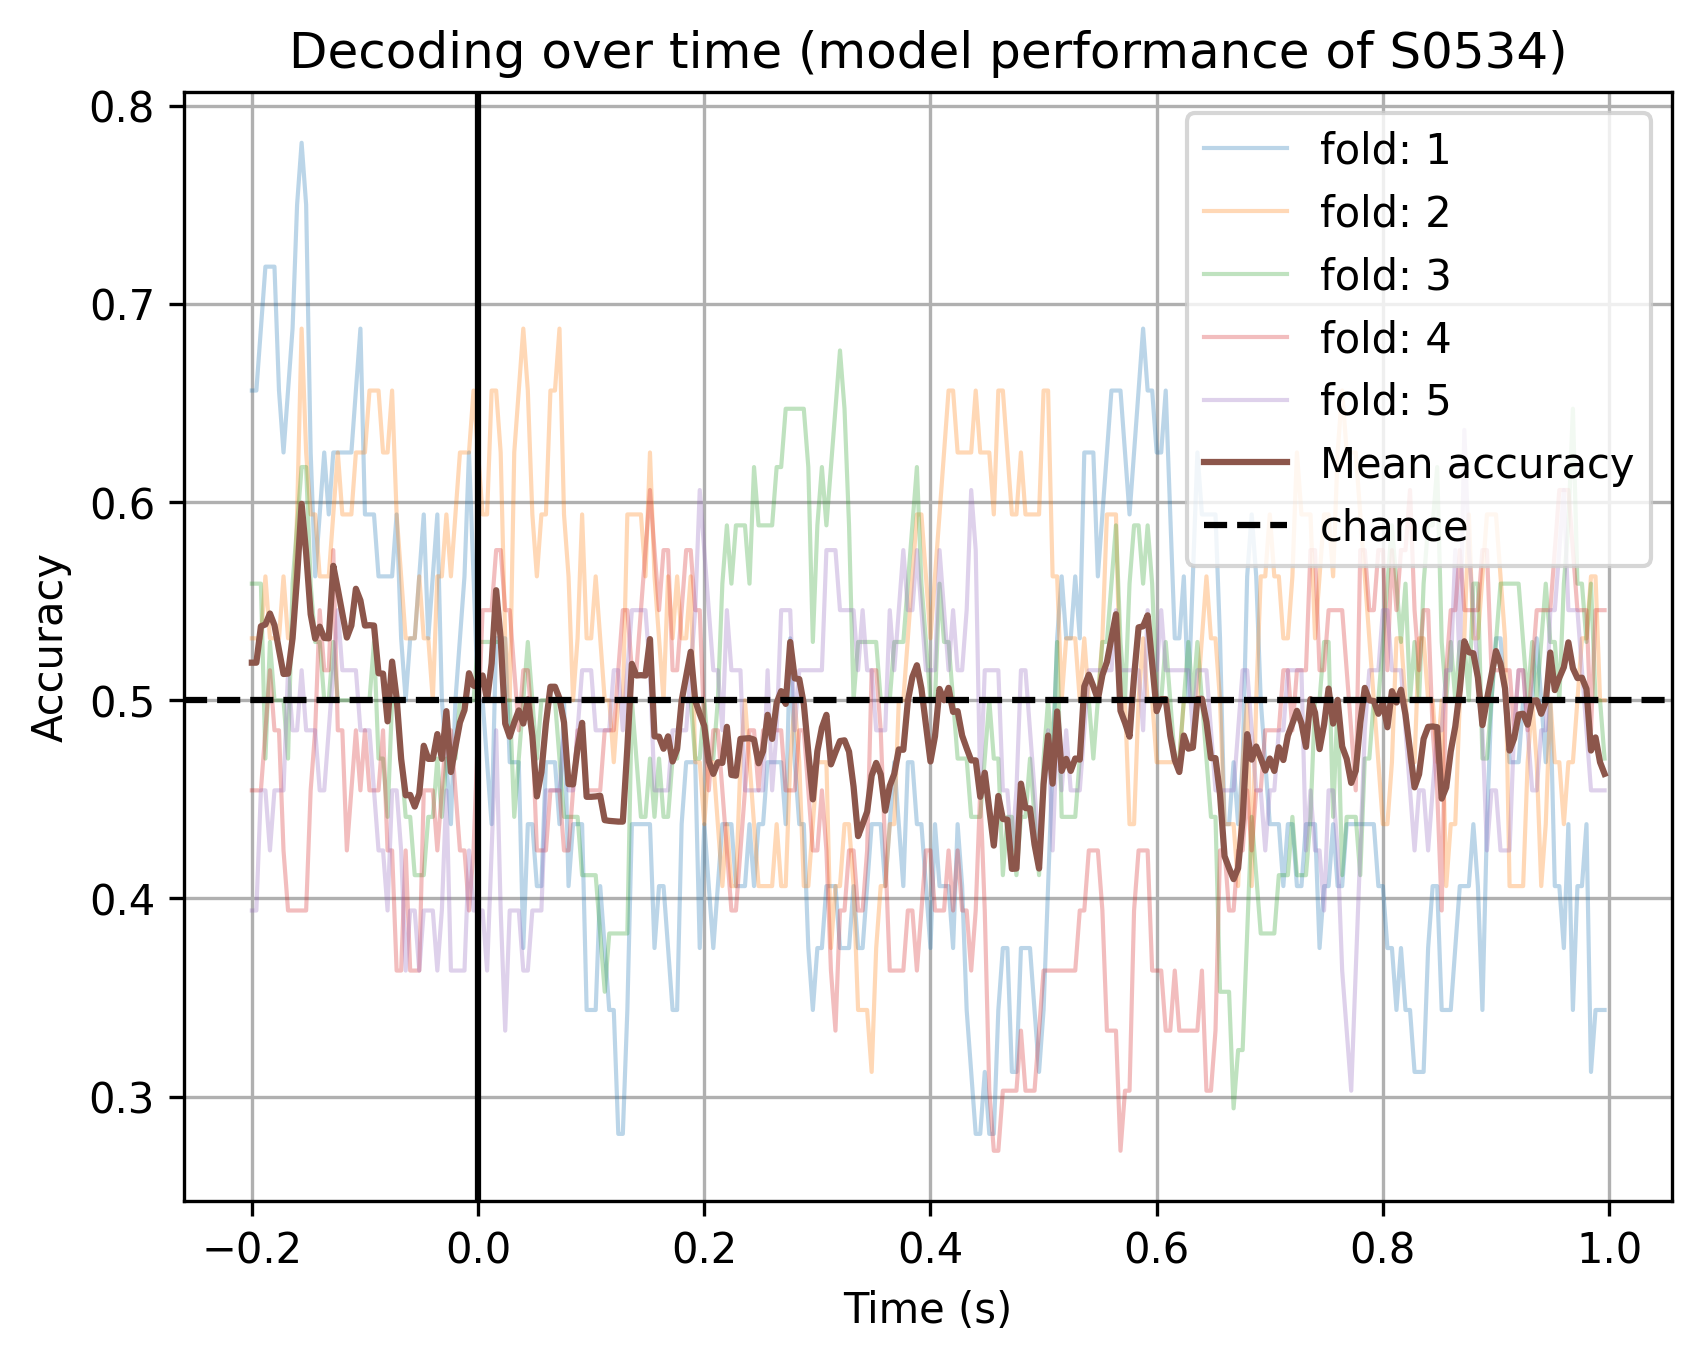 Decoding over time (model performance of S0534)
Accuracy
0.8
0.7
0.6
0.5
0.4
0.3
fold: 1
fold: 2
fold: 3
fold: 4
fold: 5
Mean accuracy
chance
−0.2
0.0
0.2
0.4
0.6
0.8
1.0
Time (s)